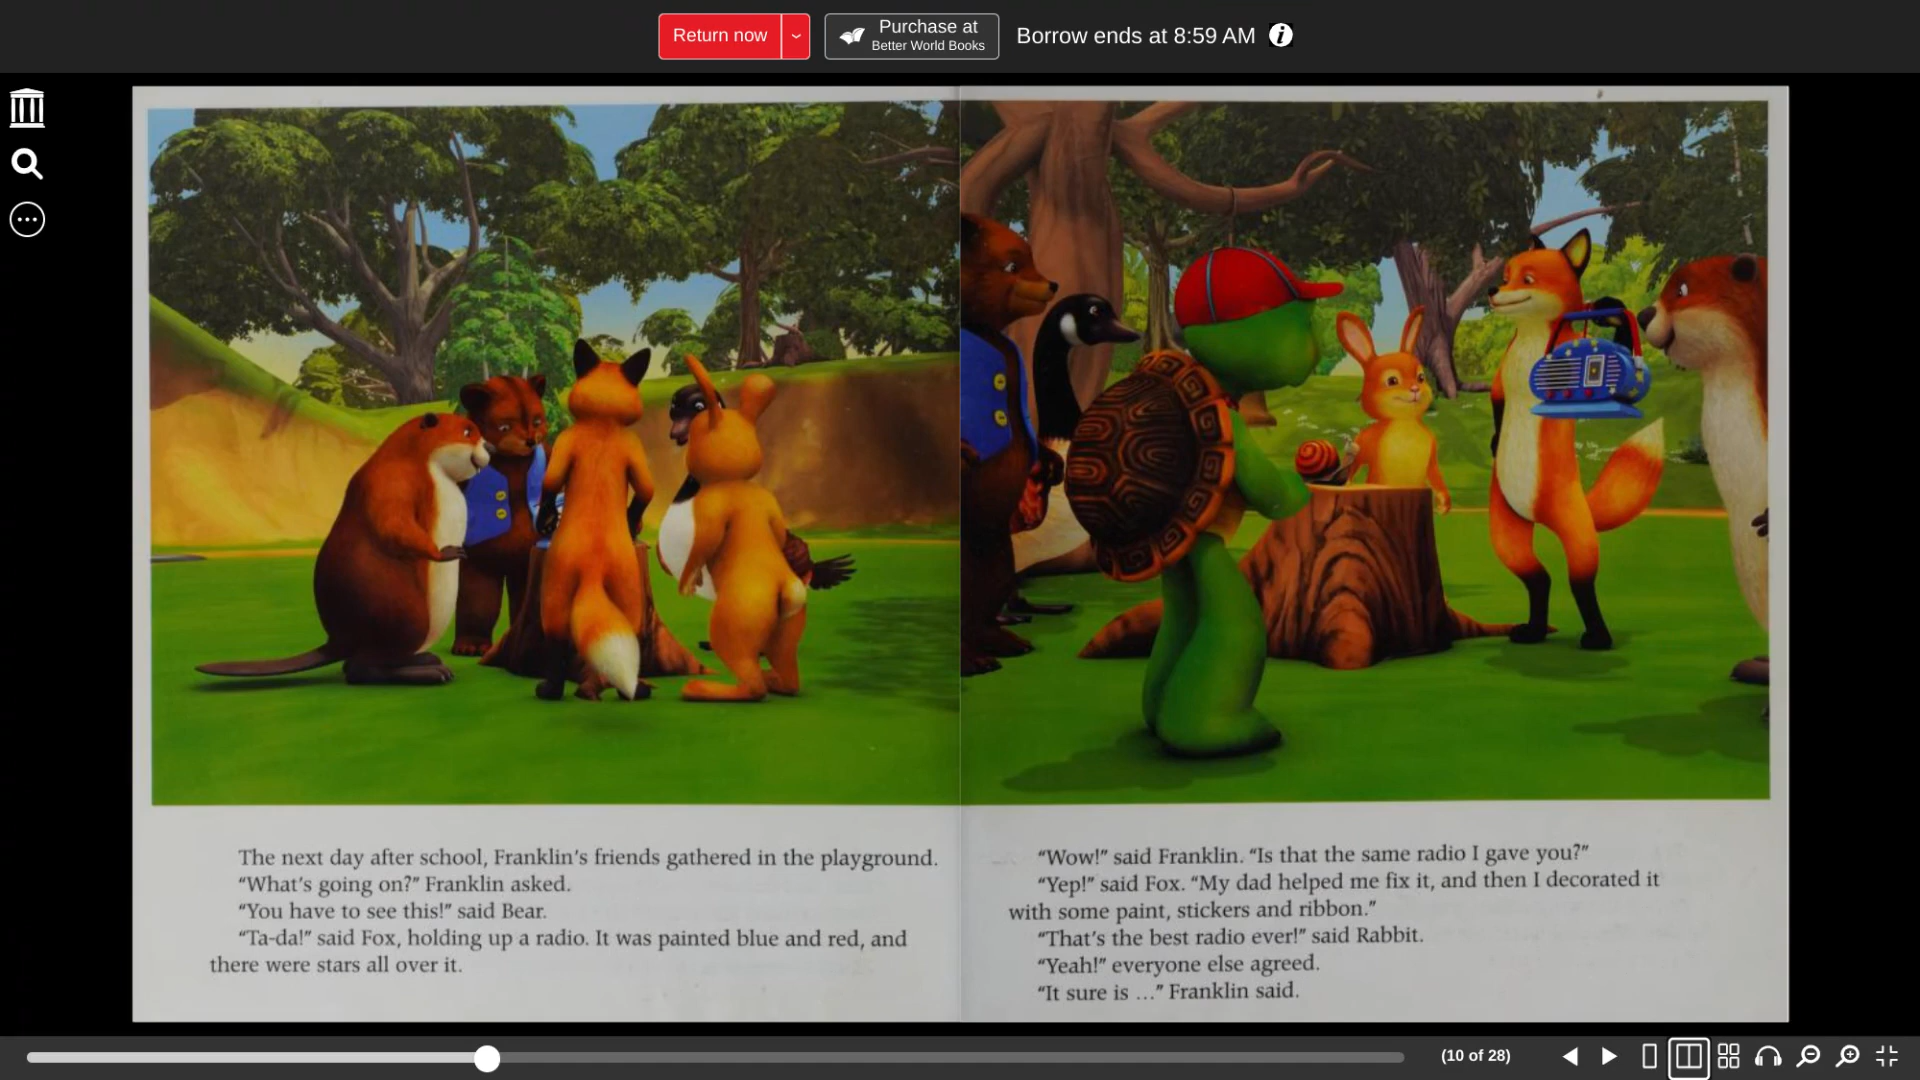 Return now
Purchase at
Better World Books
Borrow ends at 8:59 AM
The next day after school, Franklin’s friends gathered in the playground.
“What’s going on?” Franklin asked.
“You have to see this!” said Bear.
“Ta-da!” said Fox, holding up a radio. It was painted blue and red, and
there were stars all over it.
“Wow!” said Franklin. “Is that the same radio I gave you?”
“Yep!” said Fox. “My dad helped me fix it, and then I decorated it
with some paint, stickers and ribbon.”
“That’s the best radio ever!” said Rabbit.
“Yeah!” everyone else agreed.
“It sure is ...” Franklin said.
(10 of 28)